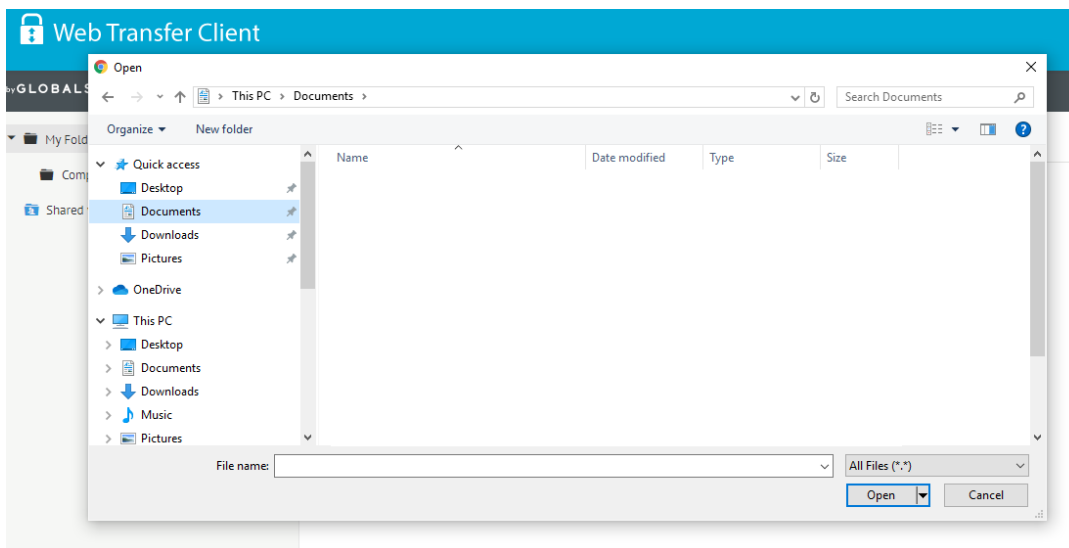 Web Transfer Client
Open
by GLOBALS
This PC > Documents >
Search Documents
Organize
New folder
My Fold
Com
Shared
Quick access
Desktop
Documents
Downloads
Pictures
OneDrive
This PC
Desktop
Documents
Downloads
Music
Pictures
Name
Date modified
Type
Size
File name:
All Files (*.*)
Open
Cancel